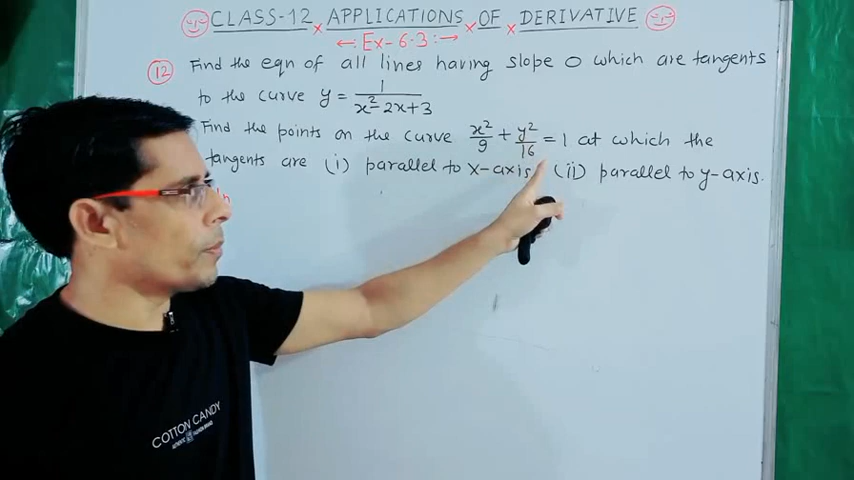 CLASS-12 × APPLICATIONS × OF × DERIVATIVE
←: Ex-6.3 :→
(12) Find the eqn of all lines having slope 0 which are tangents
to the curve y = 1/(x²-2x+3)
Find the points on the curve x²/9 + y²/16 = 1 at which the
tangents are (i) parallel to x-axis (ii) parallel to y-axis.
COTTON CANDY